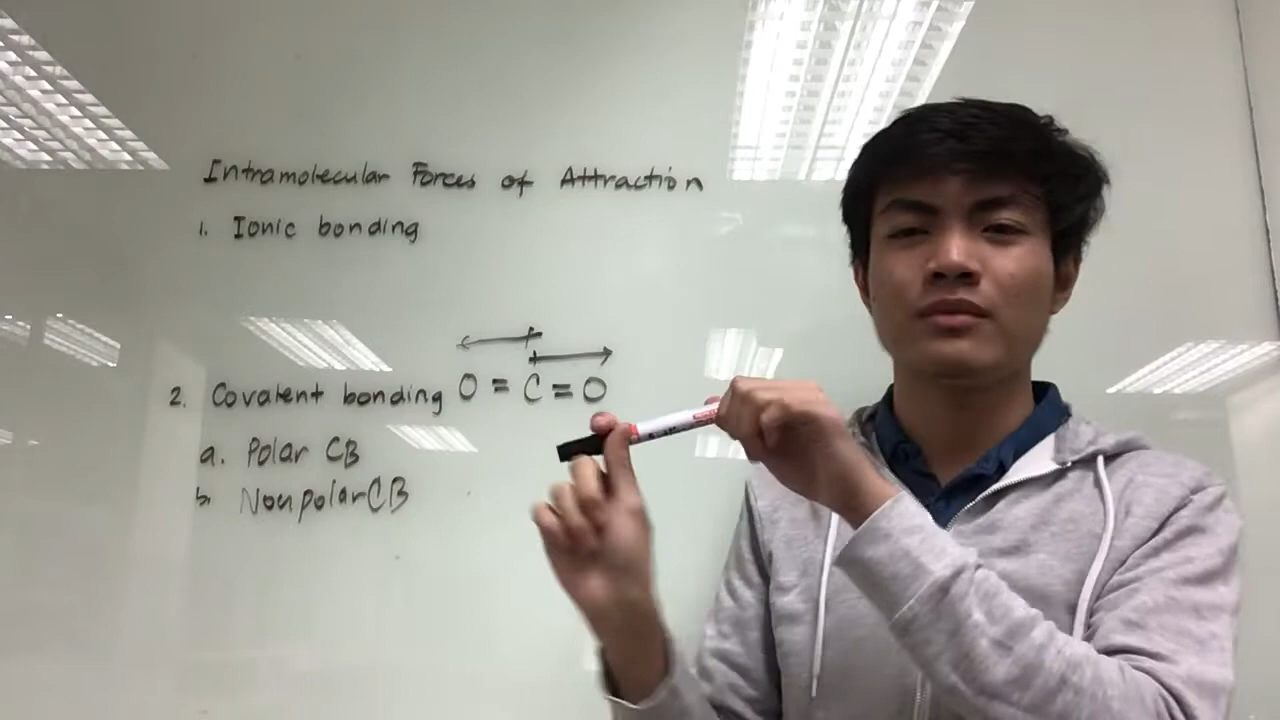 Intramolecular Forces of Attraction
1. Ionic bonding
2. Covalent bonding O = C = O
a. Polar CB
b. Nonpolar CB